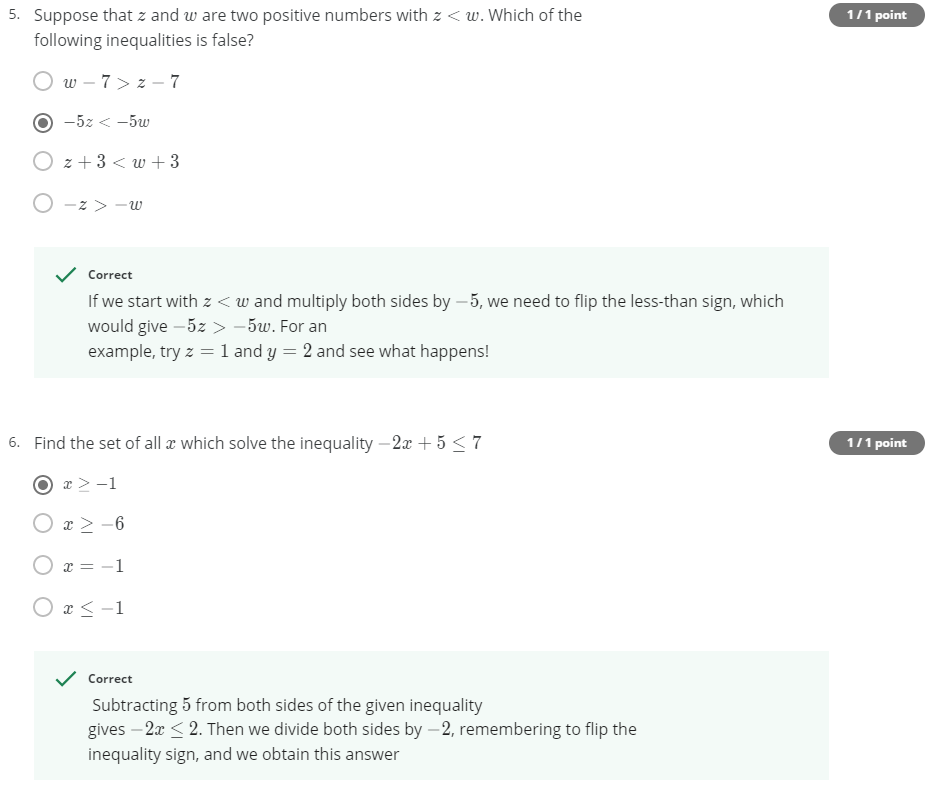 5. Suppose that z and w are two positive numbers with z < w. Which of the 1 / 1 point
following inequalities is false?
w − 7 > z − 7
−5z < −5w
z + 3 < w + 3
−z > −w
Correct
If we start with z < w and multiply both sides by −5, we need to flip the less-than sign, which
would give −5z > −5w. For an
example, try z = 1 and y = 2 and see what happens!
6. Find the set of all x which solve the inequality −2x + 5 ≤ 7 1 / 1 point
x ≥ −1
x ≥ −6
x = −1
x ≤ −1
Correct
Subtracting 5 from both sides of the given inequality
gives −2x ≤ 2. Then we divide both sides by −2, remembering to flip the
inequality sign, and we obtain this answer